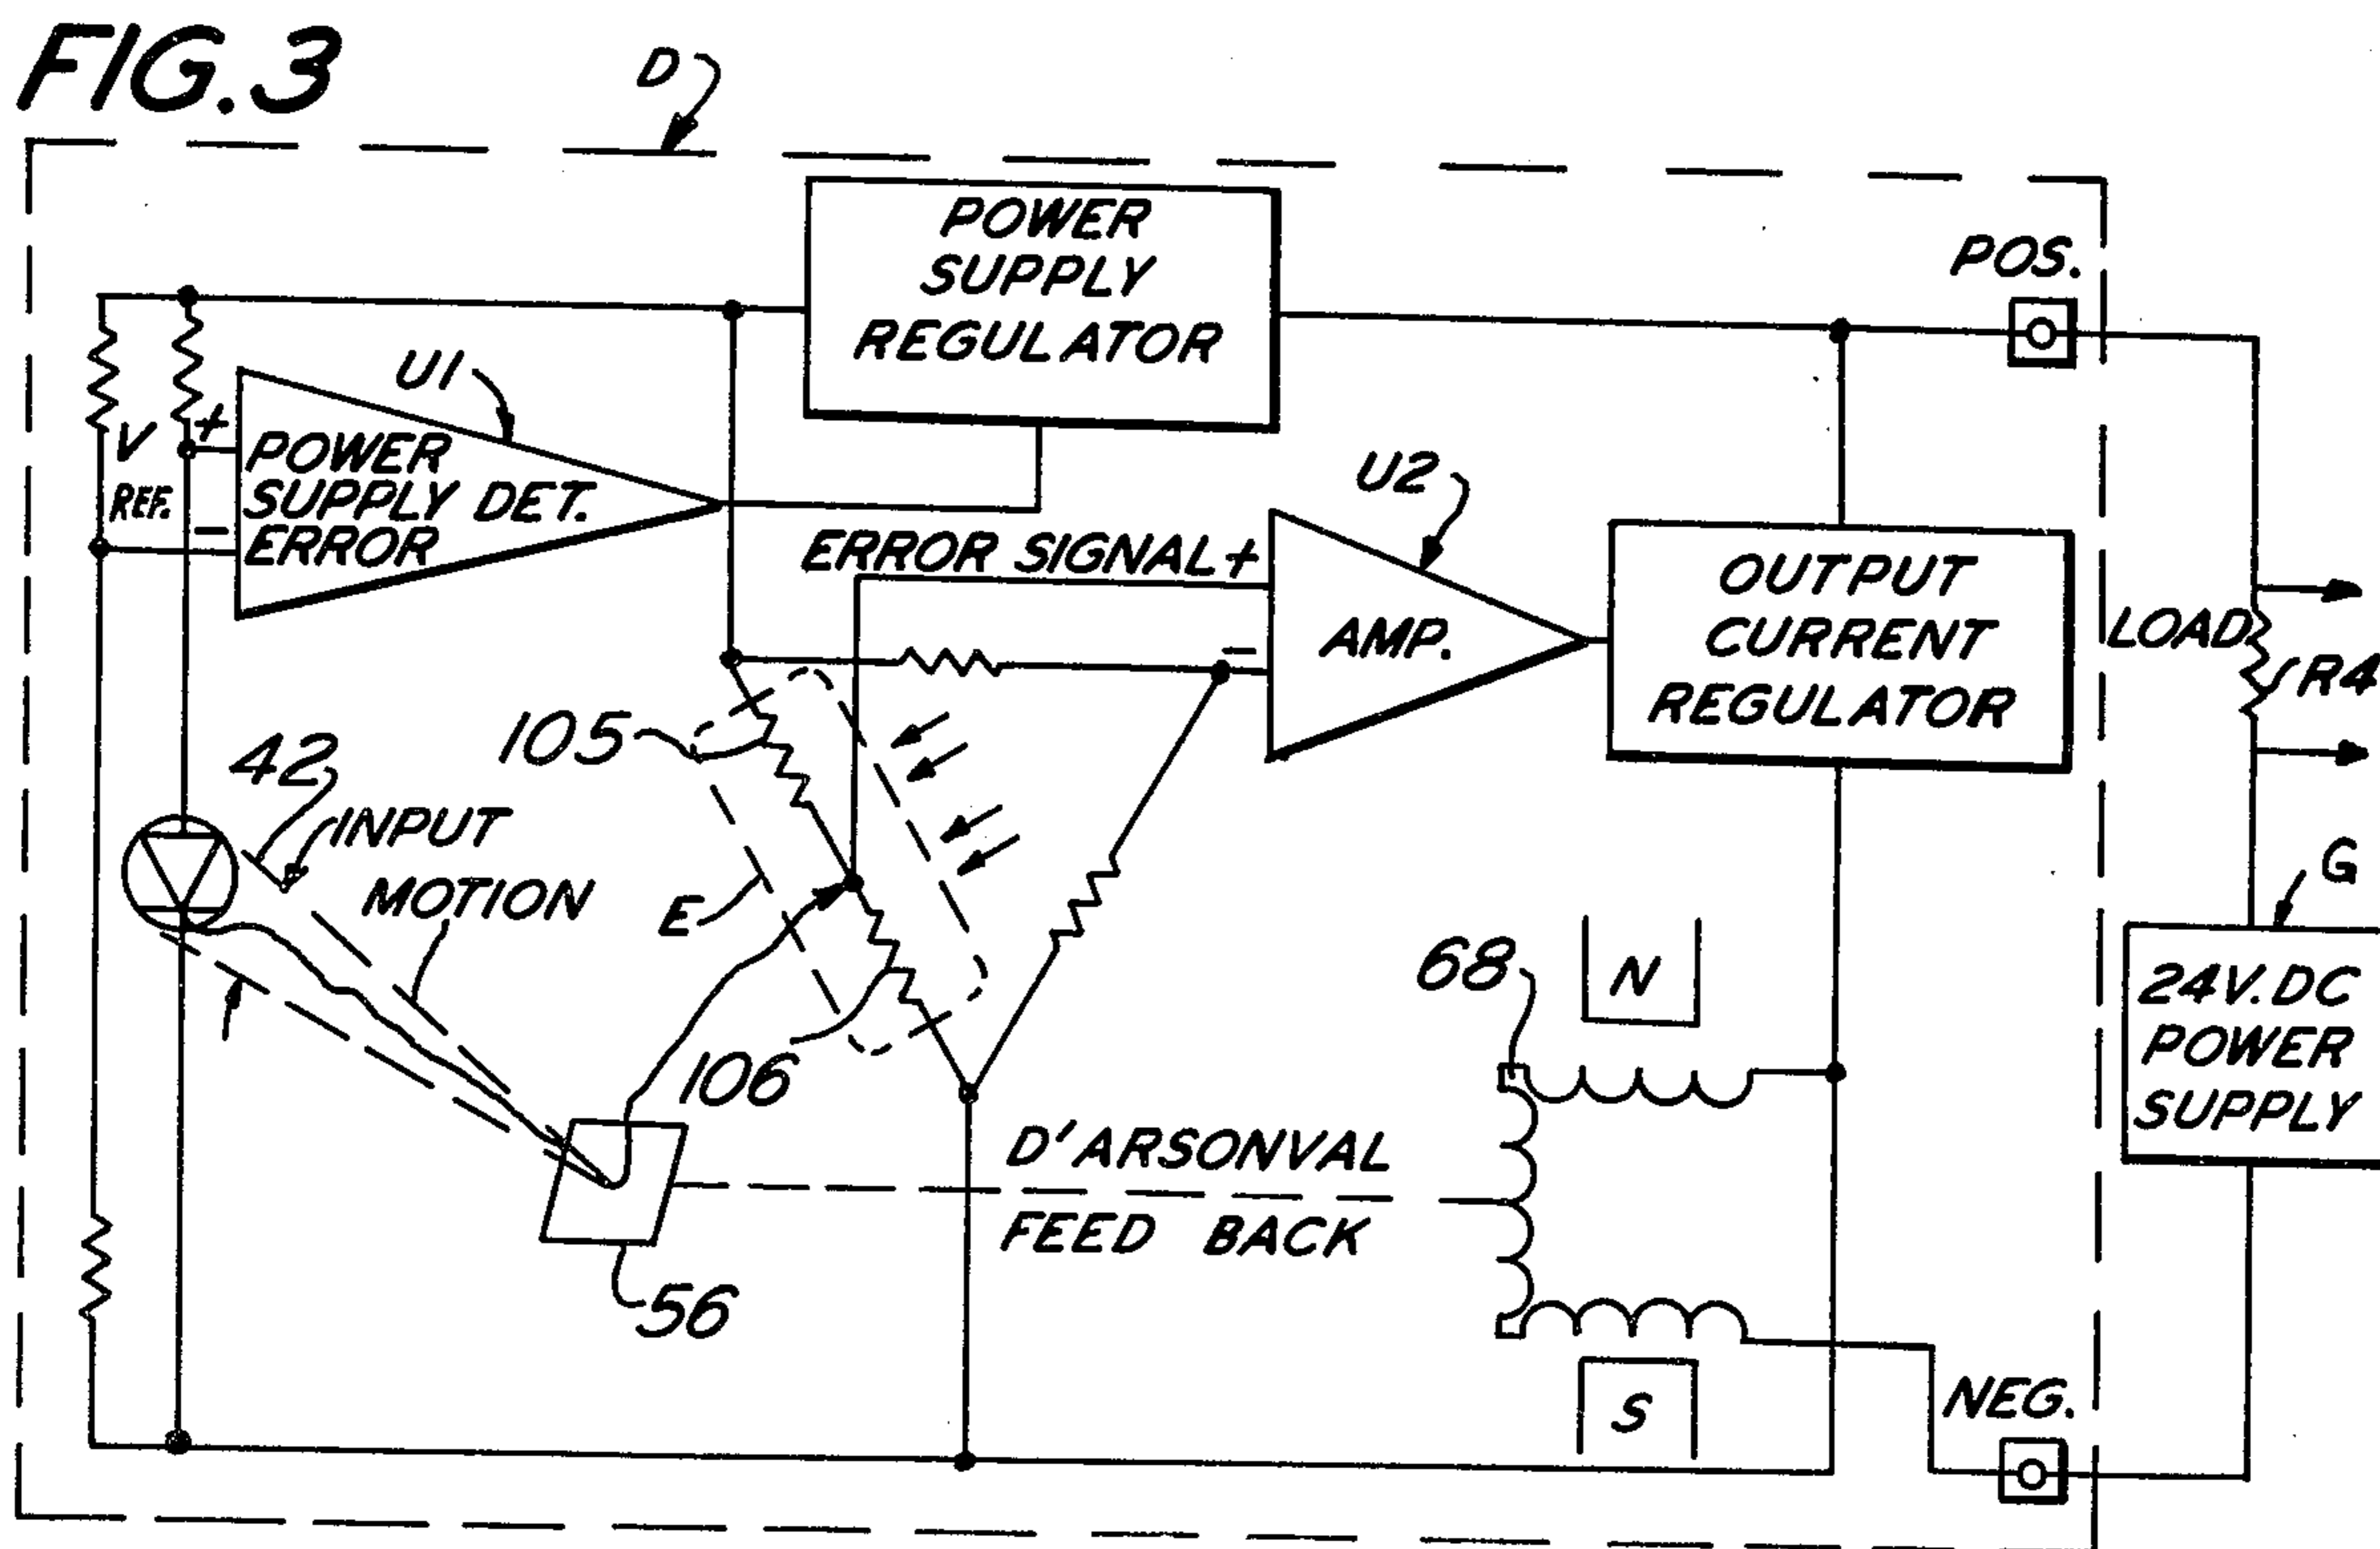 FIG.3
D
POWER
SUPPLY
REGULATOR
POS.
U1
V
REF.
+
-
POWER
SUPPLY DET.
ERROR
U2
ERROR SIGNAL +
-
AMP.
OUTPUT
CURRENT
REGULATOR
LOAD
R4
105
42
INPUT
MOTION
E
106
68
N
G
24V.DC
POWER
SUPPLY
D'ARSONVAL
FEED BACK
56
S
NEG.